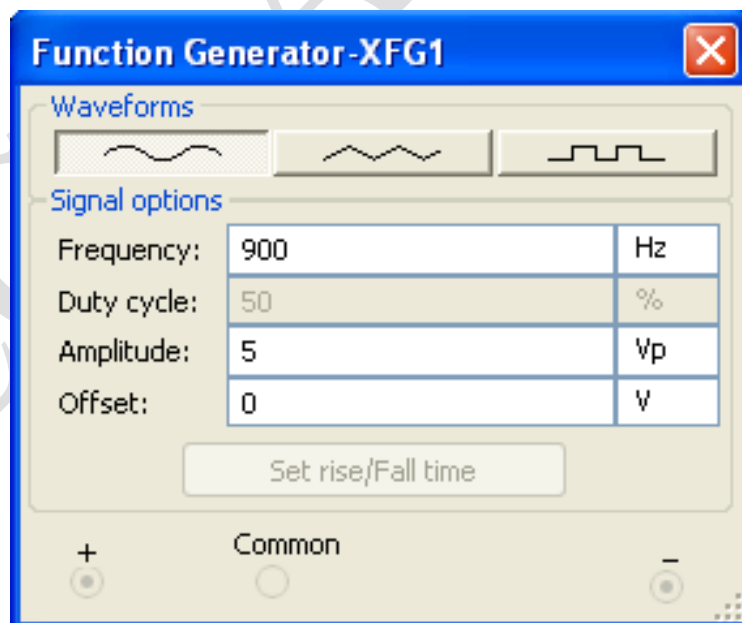 Function Generator-XFG1
Waveforms
Signal options
Frequency: 900 Hz
Duty cycle: 50 %
Amplitude: 5 Vp
Offset: 0 V
Set rise/Fall time
+ Common −